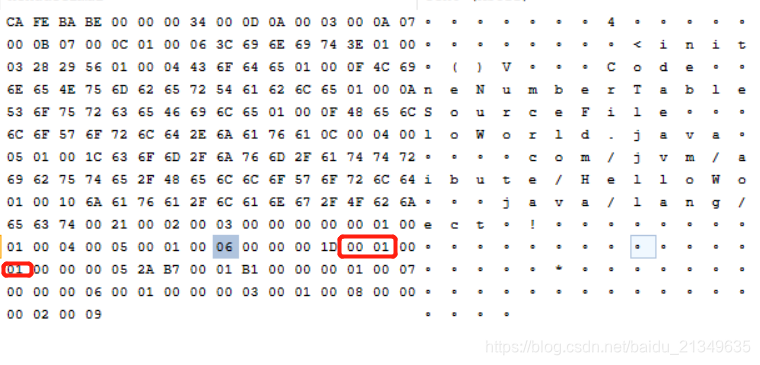 CA FE BA BE 00 00 00 34 00 0D 0A 00 03 00 0A 07 ▫ ▫ ▫ ▫ ▫ ▫ ▫ 4 ▫ ▫ ▫ ▫ ▫ ▫ ▫ ▫
00 0B 07 00 0C 01 00 06 3C 69 6E 69 74 3E 01 00 ▫ ▫ ▫ ▫ ▫ ▫ ▫ ▫ < i n i t
03 28 29 56 01 00 04 43 6F 64 65 01 00 0F 4C 69 ▫ ( ) V ▫ ▫ ▫ C o d e ▫ ▫
6E 65 4E 75 6D 62 65 72 54 61 62 6C 65 01 00 0A n e N u m b e r T a b l e
53 6F 75 72 63 65 46 69 6C 65 01 00 0F 48 65 6C S o u r c e F i l e ▫ ▫ ▫
6C 6F 57 6F 72 6C 64 2E 6A 61 76 61 0C 00 04 00 l o W o r l d . j a v a ▫
05 01 00 1C 63 6F 6D 2F 6A 76 6D 2F 61 74 74 72 ▫ ▫ ▫ ▫ c o m / j v m / a
69 62 75 74 65 2F 48 65 6C 6C 6F 57 6F 72 6C 64 i b u t e / H e l l o W o
01 00 10 6A 61 76 61 2F 6C 61 6E 67 2F 4F 62 6A ▫ ▫ ▫ j a v a / l a n g /
65 63 74 00 21 00 02 00 03 00 00 00 00 00 01 00 e c t ▫ ! ▫ ▫ ▫ ▫ ▫ ▫ ▫ ▫
01 00 04 00 05 00 01 00 06 00 00 00 1D 00 01 00 ▫ ▫ ▫ ▫ ▫ ▫ ▫ ▫ ▫ ▫ ▫ ▫ ▫
01 00 00 00 05 2A B7 00 01 B1 00 00 00 01 00 07 ▫ ▫ ▫ ▫ ▫ * ▫ ▫ ▫ ▫ ▫ ▫ ▫
00 00 00 06 00 01 00 00 00 03 00 01 00 08 00 00 ▫ ▫ ▫ ▫ ▫ ▫ ▫ ▫ ▫ ▫ ▫ ▫ ▫
00 02 00 09 ▫ ▫ ▫ ▫
https://blog.csdn.net/baidu_21349635